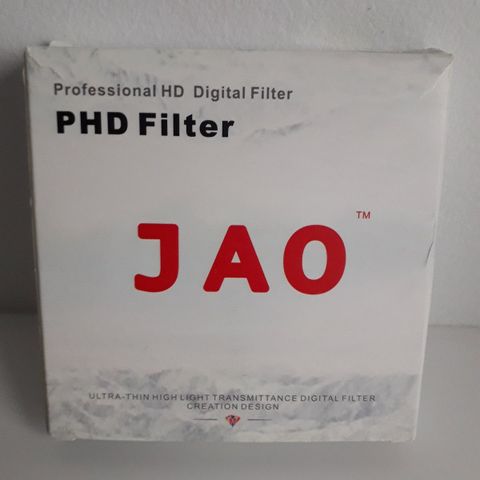 Professional HD Digital Filter
PHD Filter
JAO™
ULTRA-THIN HIGH LIGHT TRANSMITTANCE DIGITAL FILTER
CREATION DESIGN